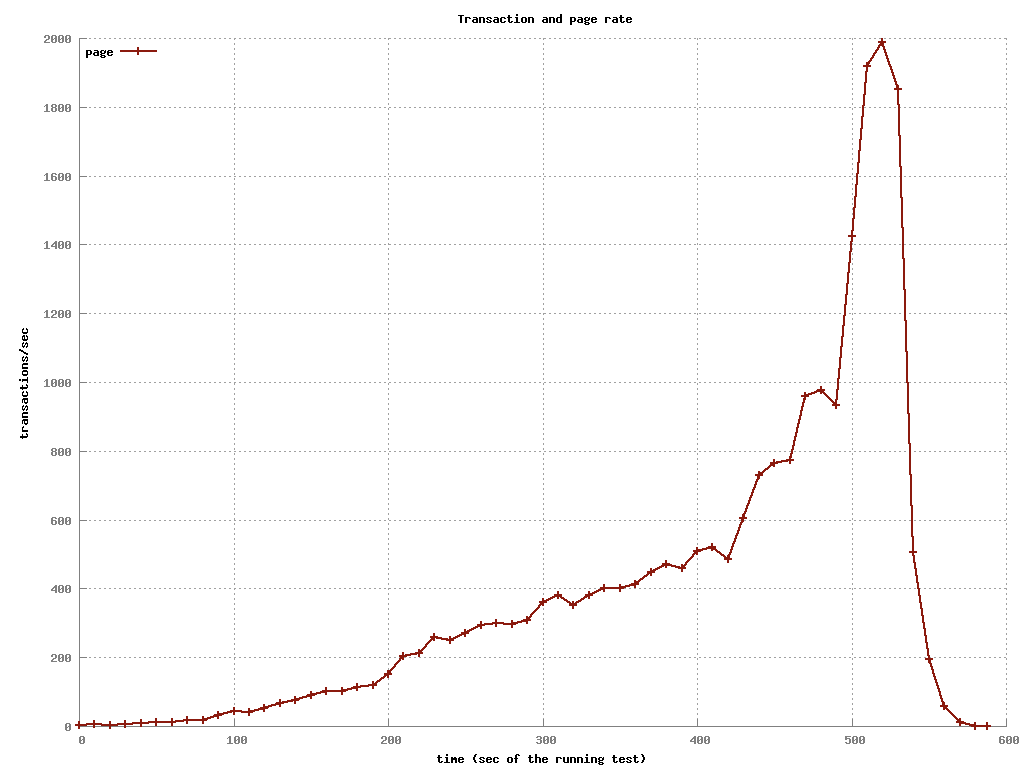 Transaction and page rate
page
2000
1800
1600
1400
1200
1000
800
600
400
200
0
transactions/sec
0 100 200 300 400 500 600
time (sec of the running test)